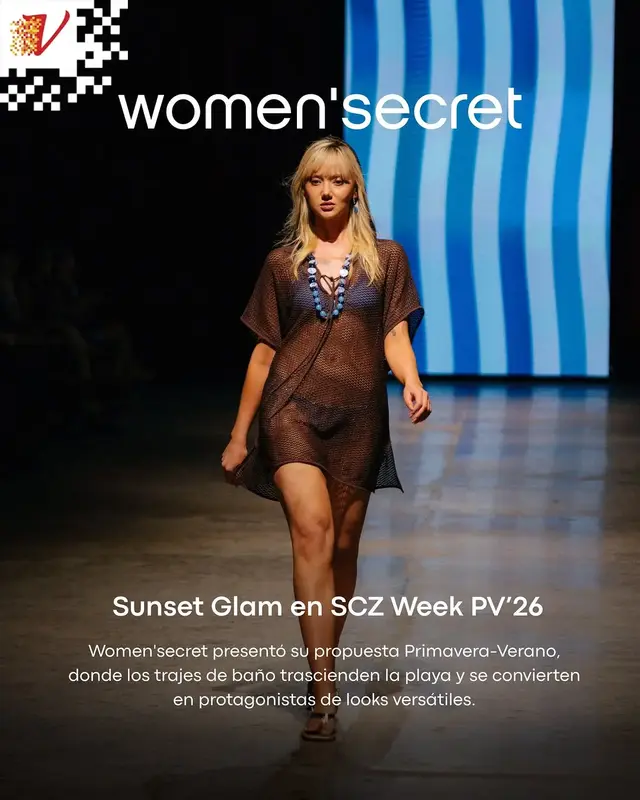 V
women'secret
Sunset Glam en SCZ Week PV’26
Women'secret presentó su propuesta Primavera-Verano,
donde los trajes de baño trascienden la playa y se convierten
en protagonistas de looks versátiles.